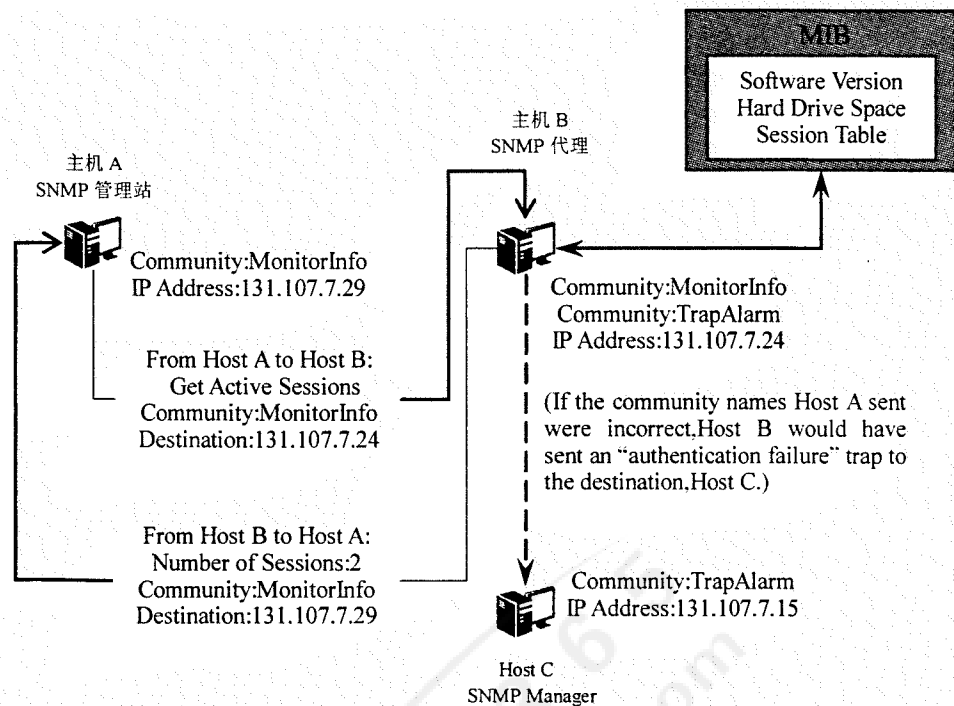 MIB
Software Version
Hard Drive Space
Session Table
主机 B
SNMP 代理
主机 A
SNMP 管理站
Community:MonitorInfo
IP Address:131.107.7.29
Community:MonitorInfo
Community:TrapAlarm
IP Address:131.107.7.24
From Host A to Host B:
Get Active Sessions
Community:MonitorInfo
Destination:131.107.7.24
(If the community names Host A sent
were incorrect,Host B would have
sent an “authentication failure” trap to
the destination,Host C.)
From Host B to Host A:
Number of Sessions:2
Community:MonitorInfo
Destination:131.107.7.29
Community:TrapAlarm
IP Address:131.107.7.15
Host C
SNMP Manager